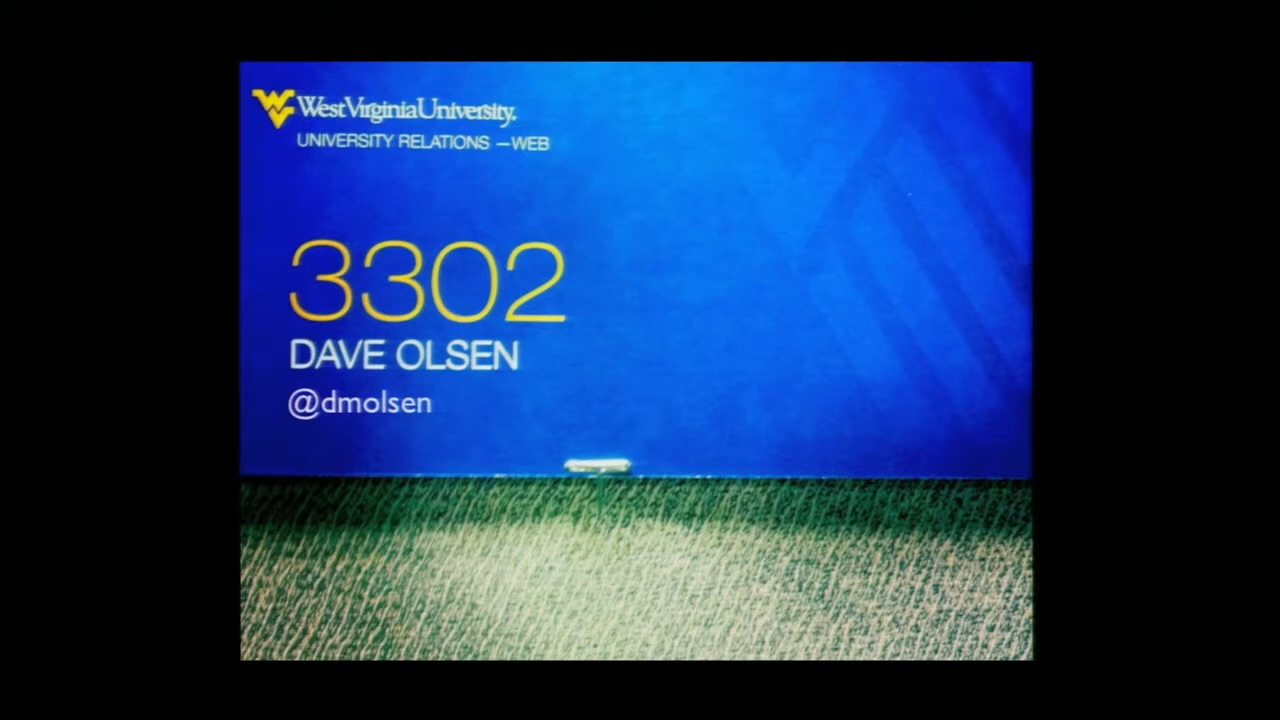 WestVirginiaUniversity.
UNIVERSITY RELATIONS —WEB
3302
DAVE OLSEN
@dmolsen